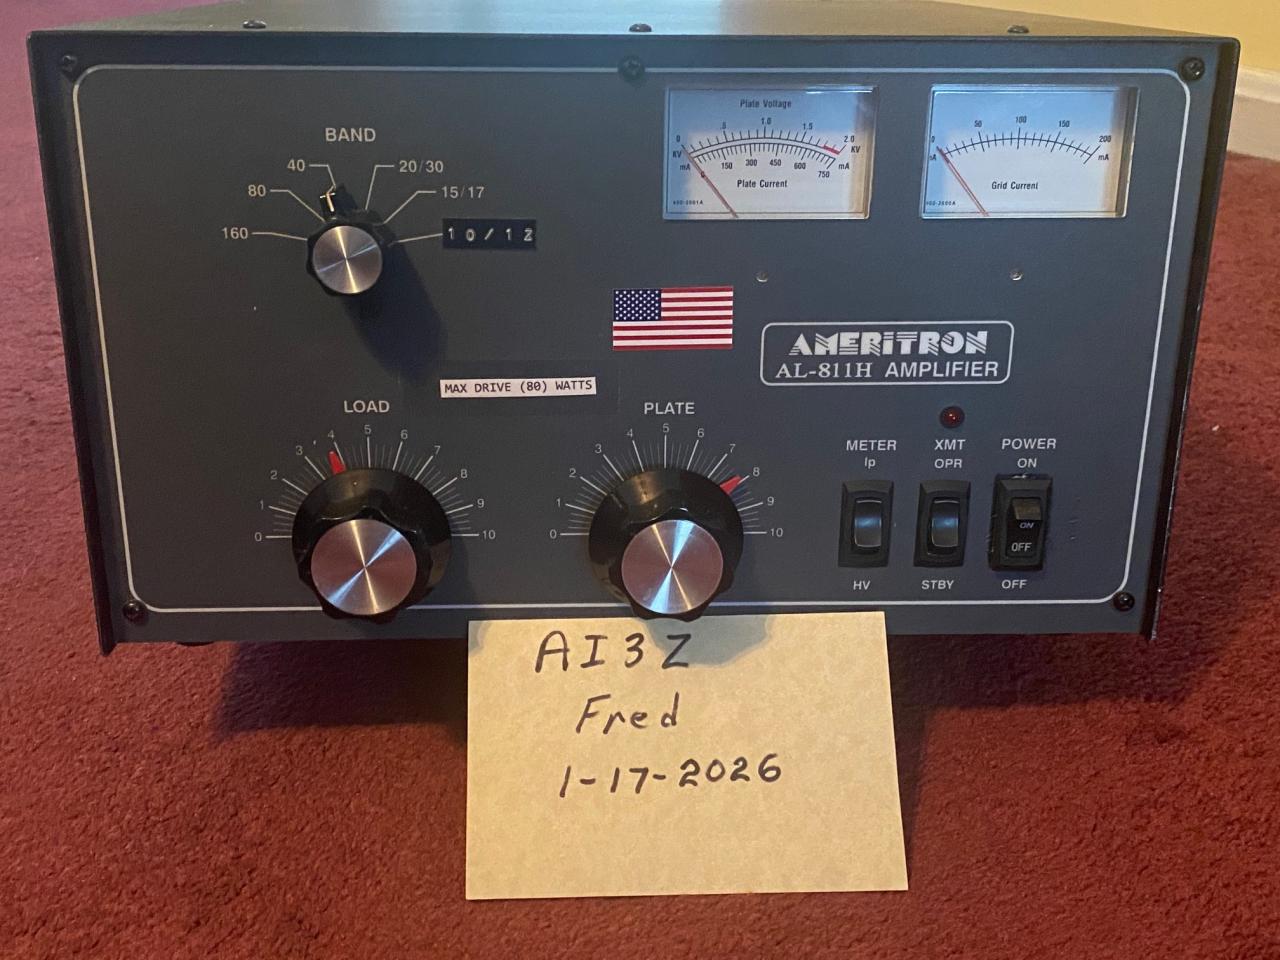 BAND
40
20/30
80
15/17
160
10/12
Plate Voltage
0 .5 1.0 1.5 2.0
KV KV
mA 0 150 300 450 600 750 mA
Plate Current
0 50 100 150 200
mA
Grid Current
AMERITRON
AL-811H AMPLIFIER
MAX DRIVE (80) WATTS
LOAD
0 1 2 3 4 5 6 7 8 9 10
PLATE
0 1 2 3 4 5 6 7 8 9 10
METER XMT POWER
Ip OPR ON
ON
OFF
HV STBY OFF
AI3Z
Fred
1-17-2026